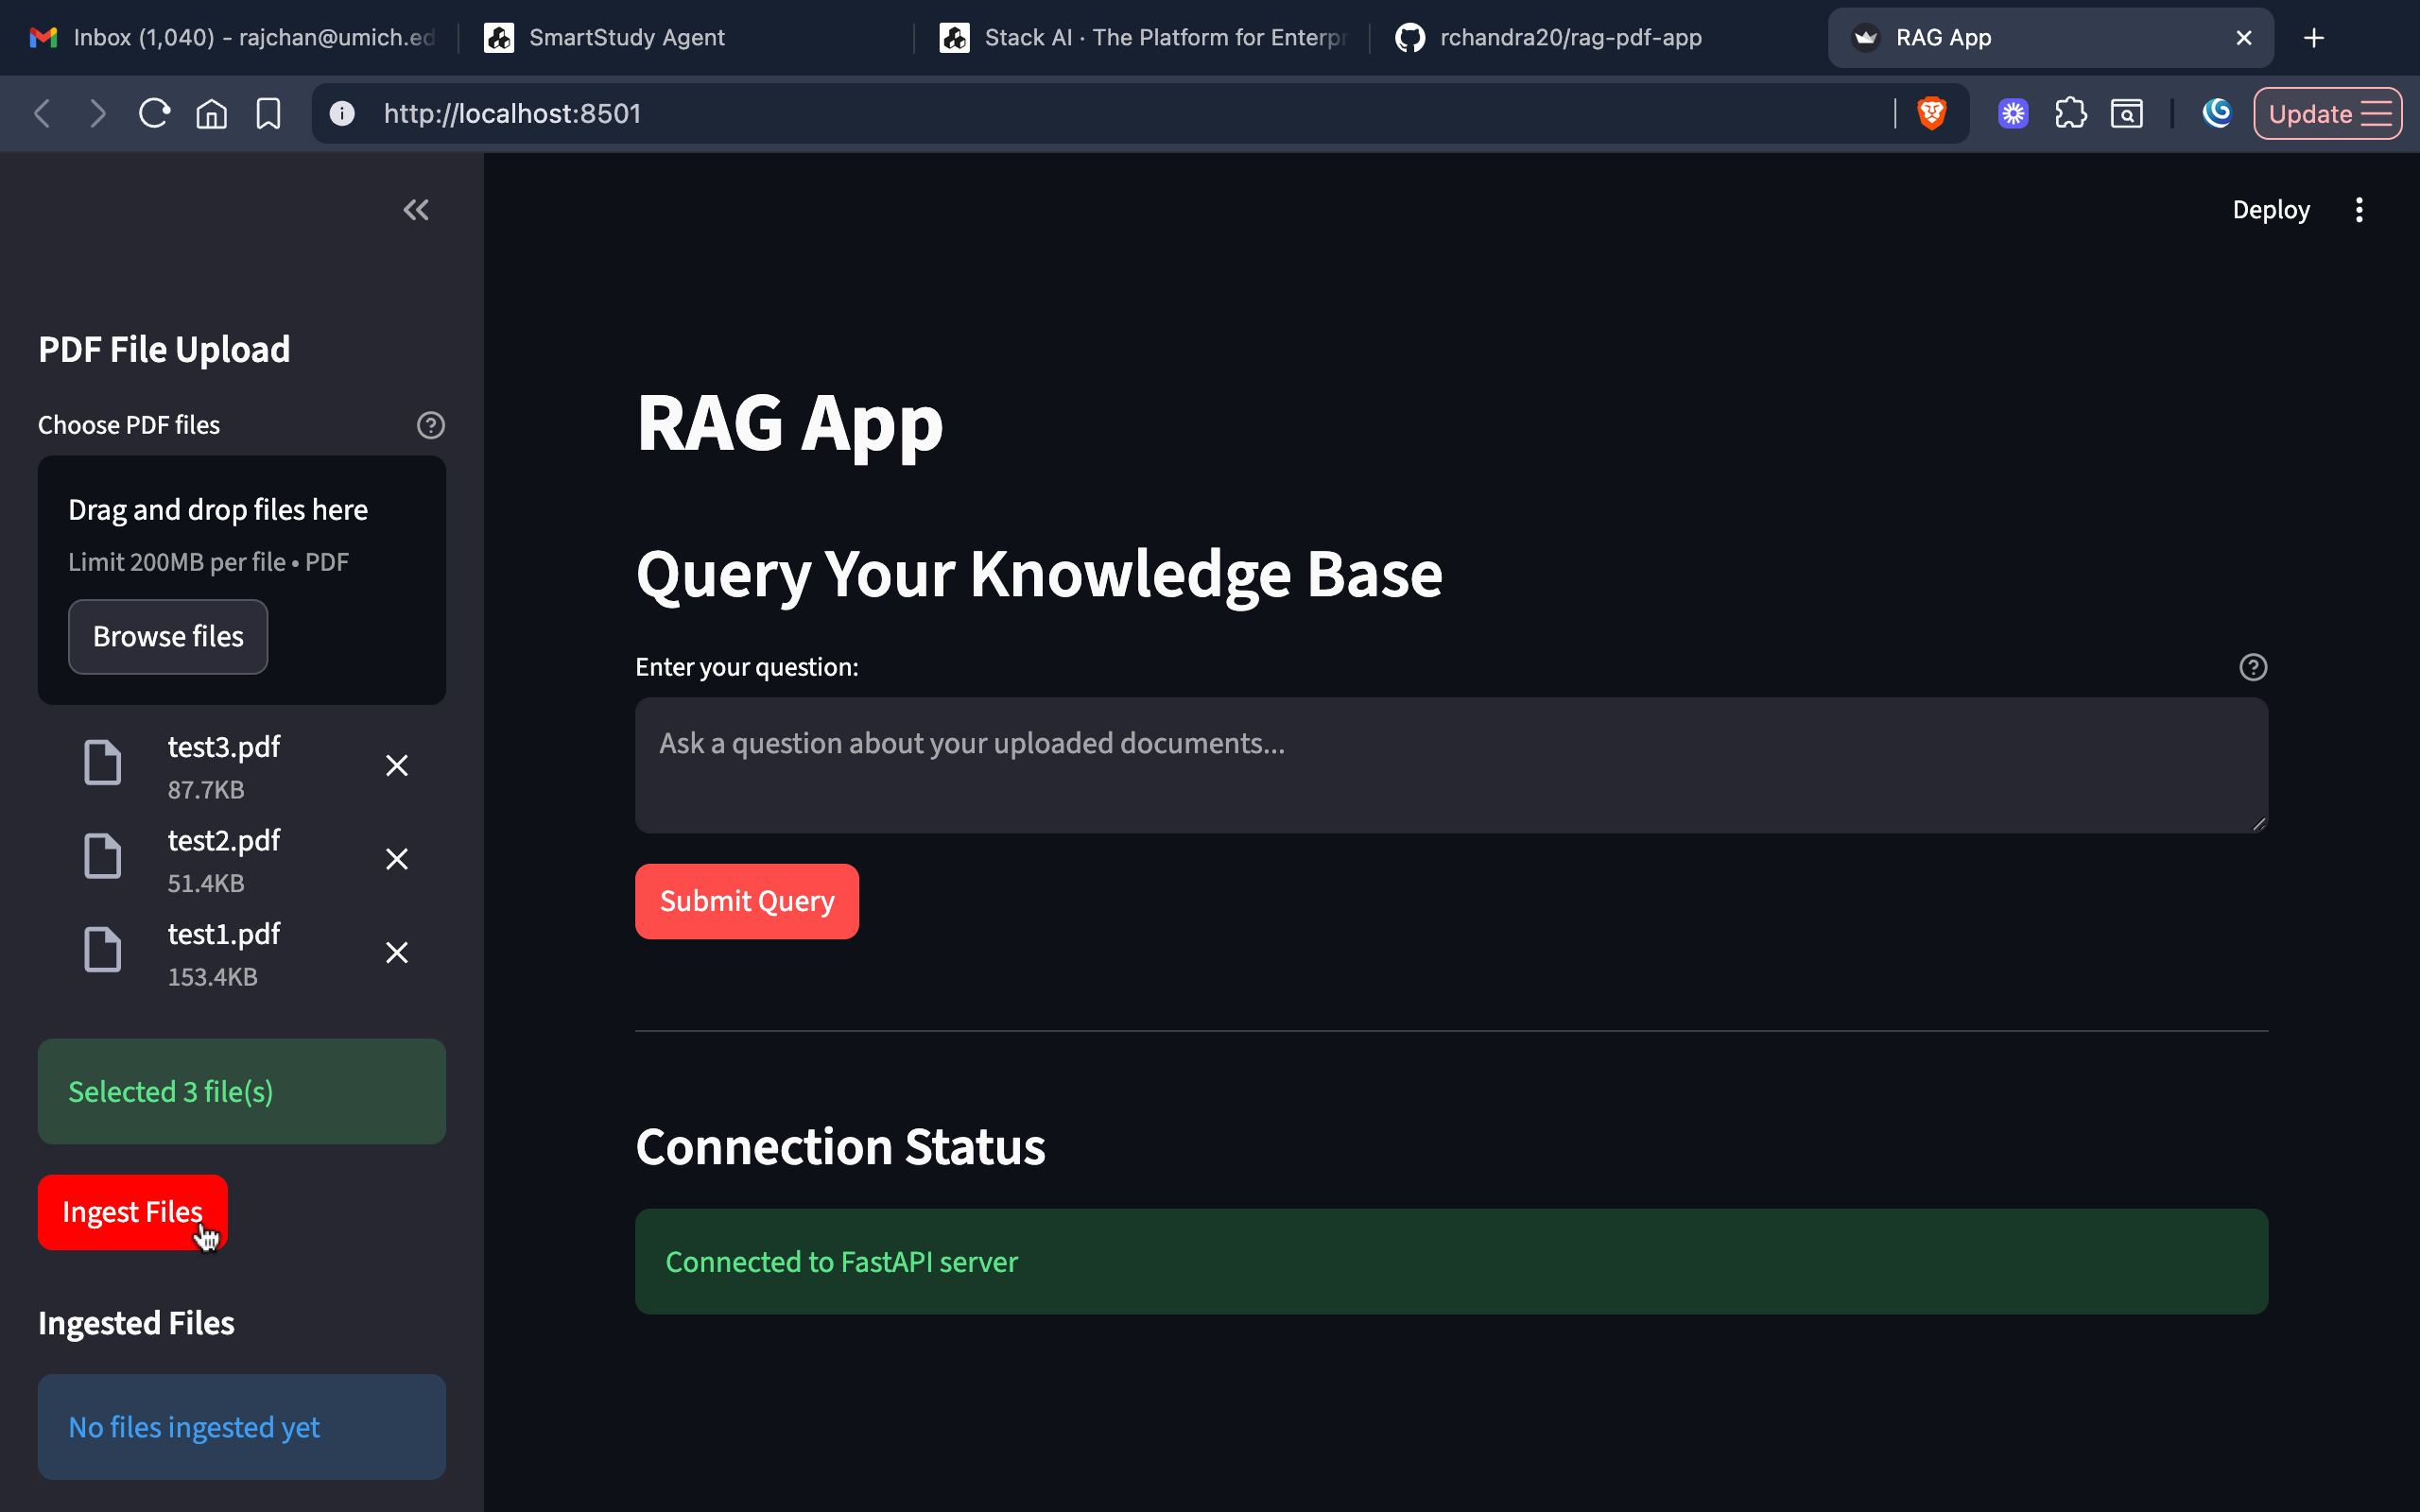 Inbox (1,040) - rajchan@umich.ed
SmartStudy Agent
Stack AI · The Platform for Enterpr
rchandra20/rag-pdf-app
RAG App
http://localhost:8501
Update
Deploy
PDF File Upload
Choose PDF files
Drag and drop files here
Limit 200MB per file • PDF
Browse files
test3.pdf
87.7KB
test2.pdf
51.4KB
test1.pdf
153.4KB
Selected 3 file(s)
Ingest Files
Ingested Files
No files ingested yet
RAG App
Query Your Knowledge Base
Enter your question:
Ask a question about your uploaded documents...
Submit Query
Connection Status
Connected to FastAPI server